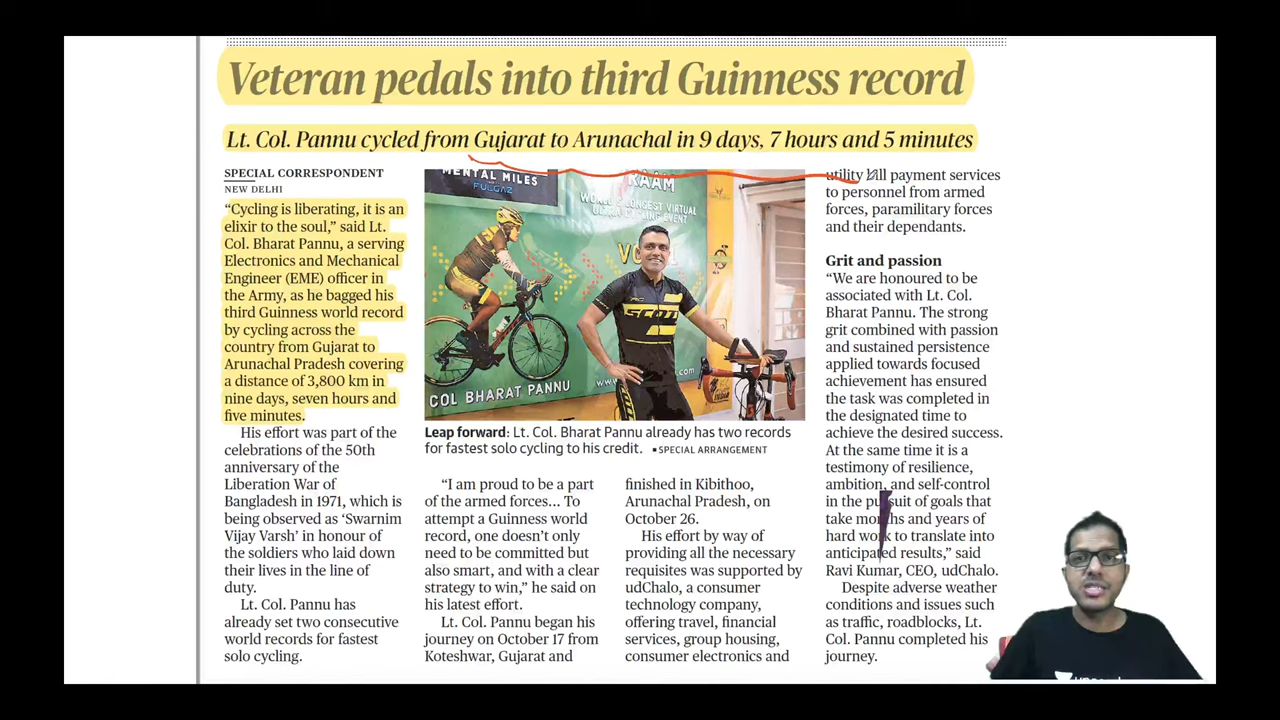 Veteran pedals into third Guinness record
Lt. Col. Pannu cycled from Gujarat to Arunachal in 9 days, 7 hours and 5 minutes
SPECIAL CORRESPONDENT
NEW DELHI
“Cycling is liberating, it is an
elixir to the soul,” said Lt.
Col. Bharat Pannu, a serving
Electronics and Mechanical
Engineer (EME) officer in
the Army, as he bagged his
third Guinness world record
by cycling across the
country from Gujarat to
Arunachal Pradesh covering
a distance of 3,800 km in
nine days, seven hours and
five minutes.
His effort was part of the
celebrations of the 50th
anniversary of the
Liberation War of
Bangladesh in 1971, which is
being observed as ‘Swarnim
Vijay Varsh’ in honour of
the soldiers who laid down
their lives in the line of
duty.
Lt. Col. Pannu has
already set two consecutive
world records for fastest
solo cycling.
MENTAL MILES
FULGAZ
RAAM
WORLD'S LONGEST VIRTUAL
ULTRA CYCLING EVENT
SCOTT
COL BHARAT PANNU
Leap forward: Lt. Col. Bharat Pannu already has two records
for fastest solo cycling to his credit. ▪SPECIAL ARRANGEMENT
“I am proud to be a part
of the armed forces... To
attempt a Guinness world
record, one doesn’t only
need to be committed but
also smart, and with a clear
strategy to win,” he said on
his latest effort.
Lt. Col. Pannu began his
journey on October 17 from
Koteshwar, Gujarat and
finished in Kibithoo,
Arunachal Pradesh, on
October 26.
His effort by way of
providing all the necessary
requisites was supported by
udChalo, a consumer
technology company,
offering travel, financial
services, group housing,
consumer electronics and
utility bill payment services
to personnel from armed
forces, paramilitary forces
and their dependants.
Grit and passion
“We are honoured to be
associated with Lt. Col.
Bharat Pannu. The strong
grit combined with passion
and sustained persistence
applied towards focused
achievement has ensured
the task was completed in
the designated time to
achieve the desired success.
At the same time it is a
testimony of resilience,
ambition, and self-control
in the pursuit of goals that
take months and years of
hard work to translate into
anticipated results,” said
Ravi Kumar, CEO, udChalo.
Despite adverse weather
conditions and issues such
as traffic, roadblocks, Lt.
Col. Pannu completed his
journey.